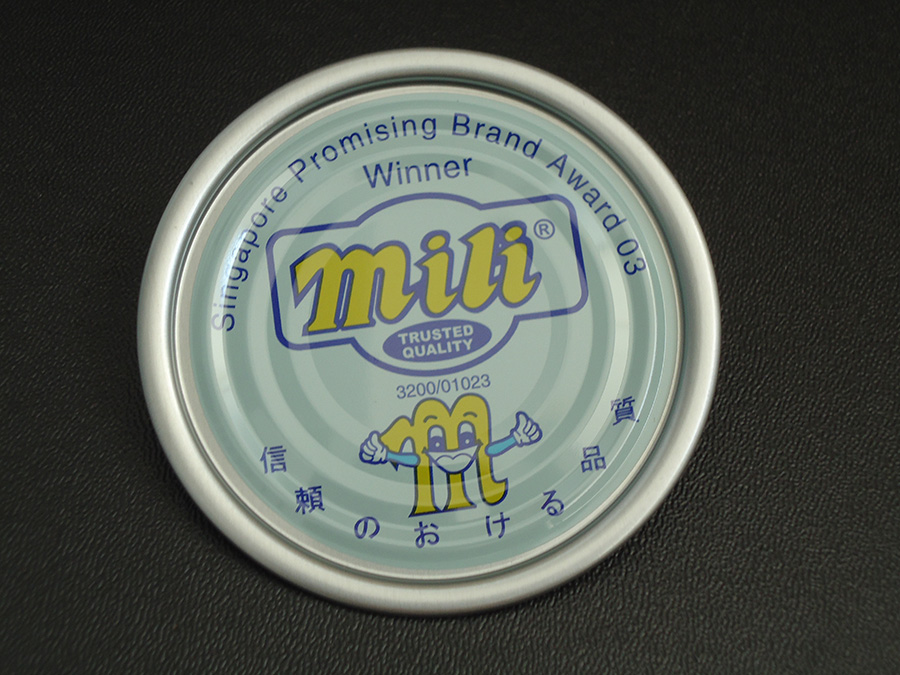 Singapore Promising Brand Award 03
Winner
mili®
TRUSTED
QUALITY
3200/01023
m
信頼のおける品質